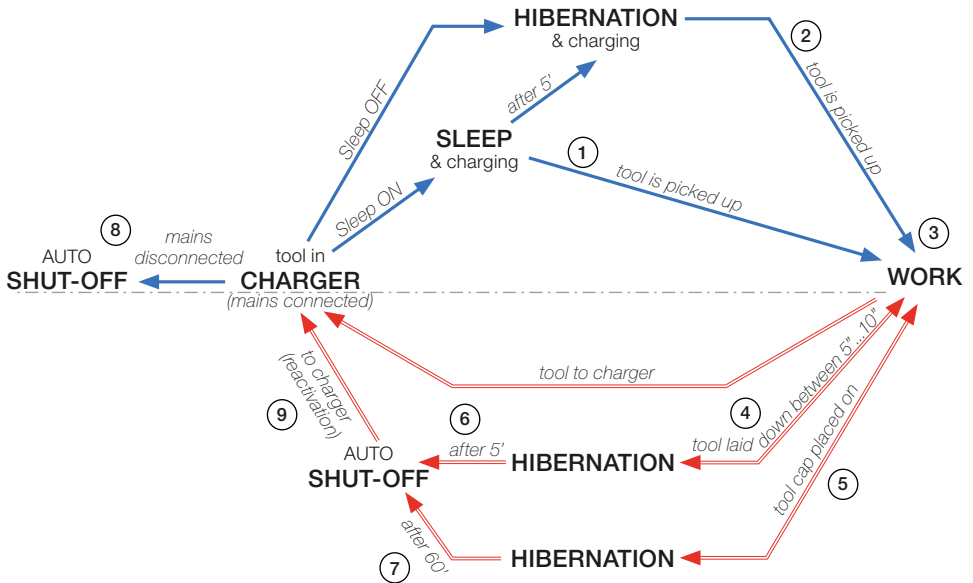 HIBERNATION
& charging
2
tool is picked up
Sleep OFF
after 5'
SLEEP
& charging
1
tool is picked up
Sleep ON
8
mains
disconnected
AUTO
SHUT-OFF
tool in
CHARGER
(mains connected)
3
WORK
tool to charger
to charger
(reactivation)
9
6
after 5'
AUTO
SHUT-OFF
HIBERNATION
4
tool laid down between 5"...10"
tool cap placed on
5
7
after 60'
HIBERNATION